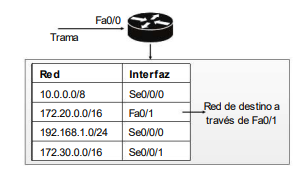 Fa0/0
Trama
Red Interfaz
10.0.0.0/8 Se0/0/0
172.20.0.0/16 Fa0/1
192.168.1.0/24 Se0/0/0
172.30.0.0/16 Se0/0/1
Red de destino a
través de Fa0/1